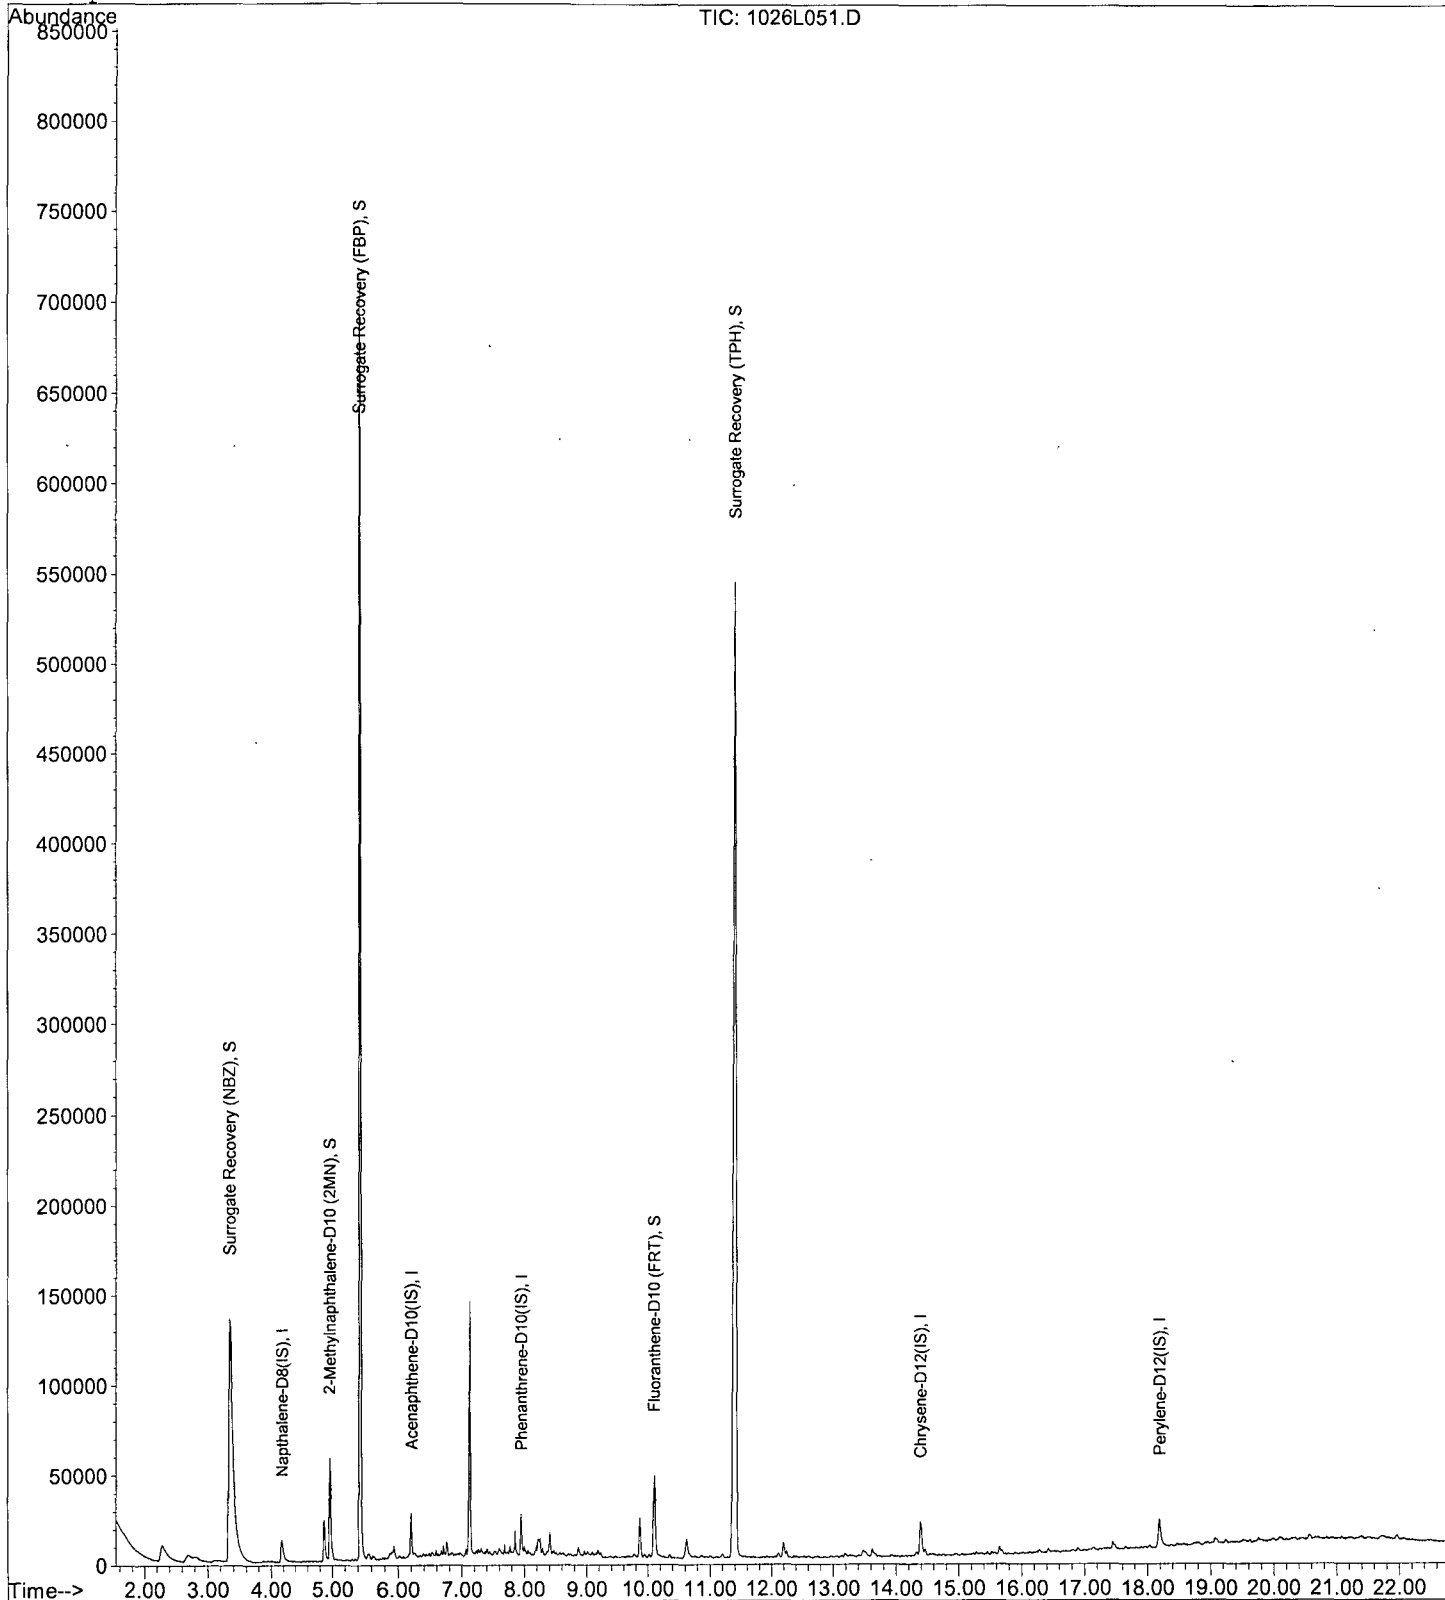 Abundance
TIC: 1026L051.D
850000
800000
750000
700000
650000
600000
550000
500000
450000
400000
350000
300000
250000
200000
150000
100000
50000
0
Surrogate Recovery (NBZ), S
Napthalene-D8(IS), I
2-Methylnaphthalene-D10 (2MN), S
Surrogate Recovery (FBP), S
Acenaphthene-D10(IS), I
Phenanthrene-D10(IS), I
Fluoranthene-D10 (FRT), S
Surrogate Recovery (TPH), S
Chrysene-D12(IS), I
Perylene-D12(IS), I
Time--> 2.00 3.00 4.00 5.00 6.00 7.00 8.00 9.00 10.00 11.00 12.00 13.00 14.00 15.00 16.00 17.00 18.00 19.00 20.00 21.00 22.00